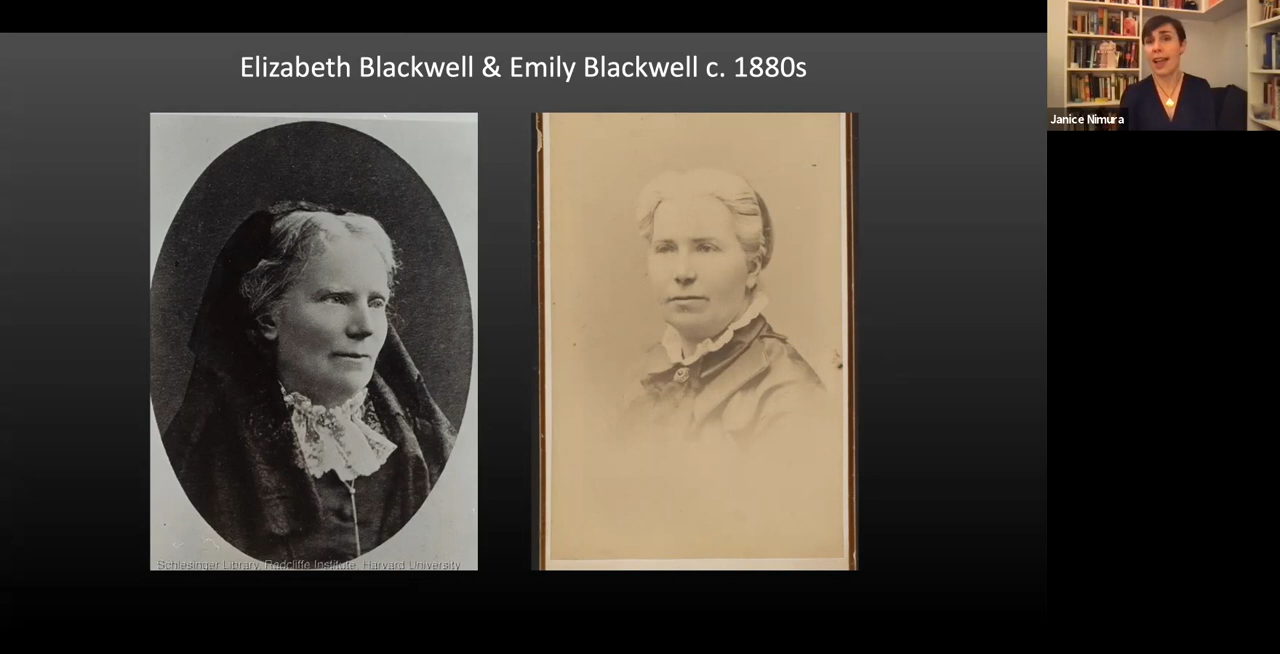 Elizabeth Blackwell & Emily Blackwell c. 1880s
Janice Nimura
Schlesinger Library, Radcliffe Institute, Harvard University